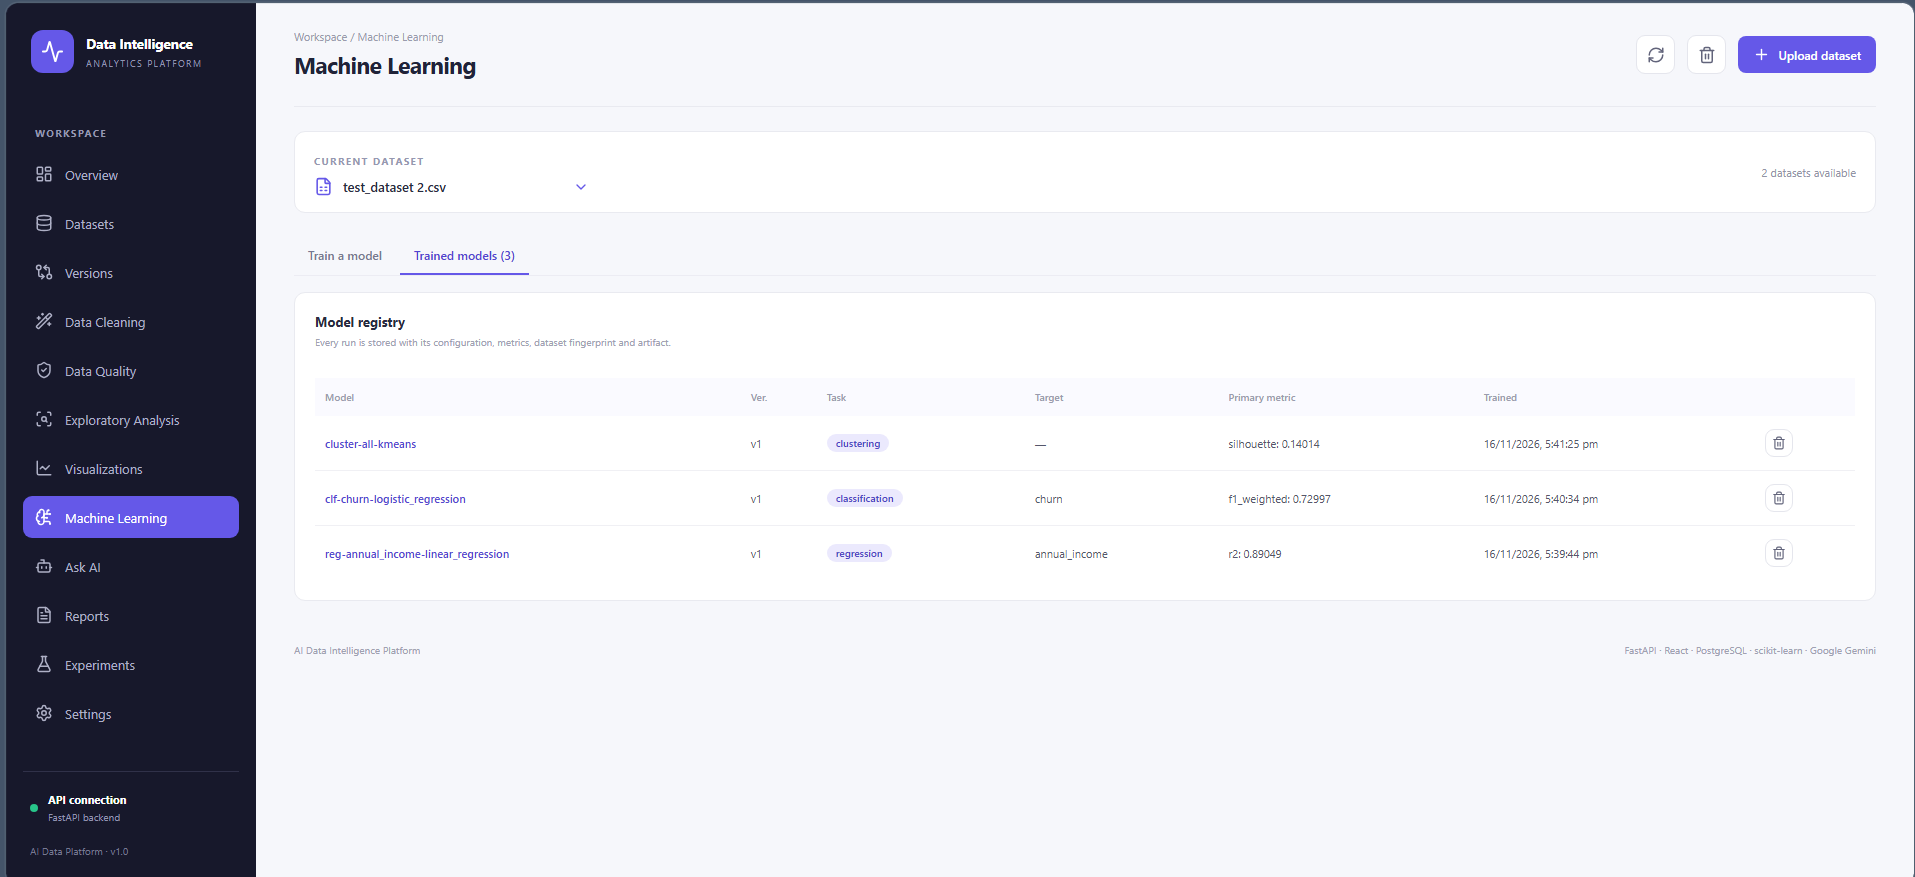 Data Intelligence
ANALYTICS PLATFORM
WORKSPACE
Overview
Datasets
Versions
Data Cleaning
Data Quality
Exploratory Analysis
Visualizations
Machine Learning
Ask AI
Reports
Experiments
Settings
API connection
FastAPI backend
AI Data Platform · v1.0
Workspace / Machine Learning
Machine Learning
Upload dataset
CURRENT DATASET
test_dataset 2.csv
2 datasets available
Train a model Trained models (3)
Model registry
Every run is stored with its configuration, metrics, dataset fingerprint and artifact.
Model Ver. Task Target Primary metric Trained
cluster-all-kmeans v1 clustering — silhouette: 0.14014 16/11/2026, 5:41:25 pm
clf-churn-logistic_regression v1 classification churn f1_weighted: 0.72997 16/11/2026, 5:40:34 pm
reg-annual_income-linear_regression v1 regression annual_income r2: 0.89049 16/11/2026, 5:39:44 pm
AI Data Intelligence Platform
FastAPI · React · PostgreSQL · scikit-learn · Google Gemini